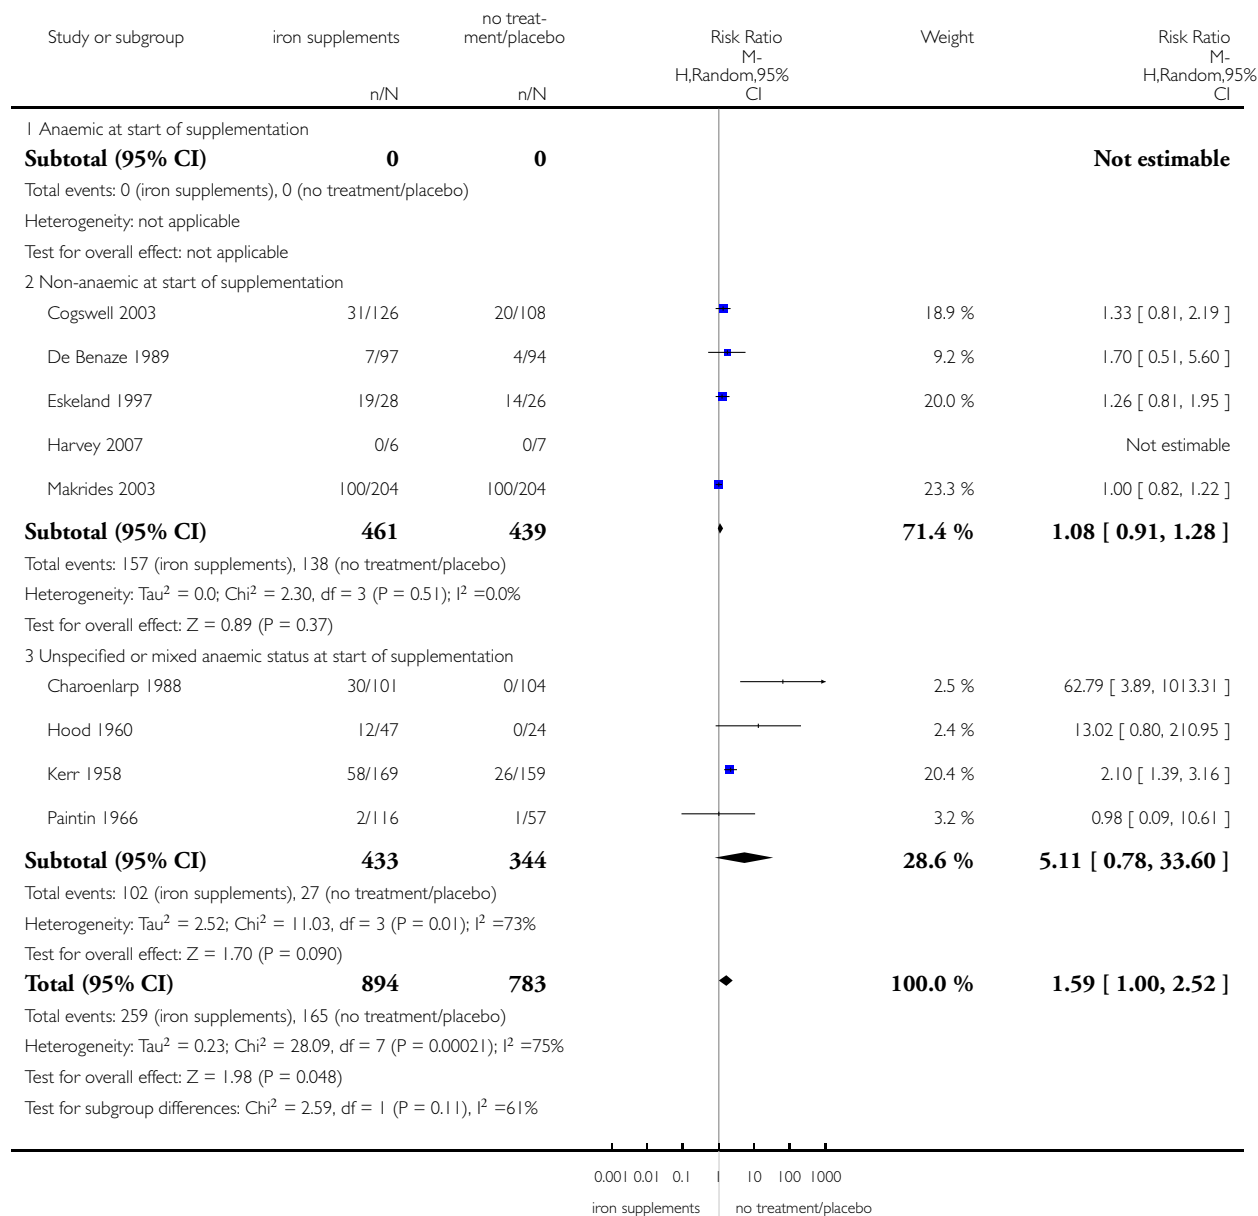 Study or subgroup iron supplements no treat-ment/placebo Risk Ratio Weight Risk Ratio
M-H,Random,95% CI M-H,Random,95% CI
n/N n/N
1 Anaemic at start of supplementation
Subtotal (95% CI) 0 0 Not estimable
Total events: 0 (iron supplements), 0 (no treatment/placebo)
Heterogeneity: not applicable
Test for overall effect: not applicable
2 Non-anaemic at start of supplementation
Cogswell 2003 31/126 20/108 18.9 % 1.33 [ 0.81, 2.19 ]
De Benaze 1989 7/97 4/94 9.2 % 1.70 [ 0.51, 5.60 ]
Eskeland 1997 19/28 14/26 20.0 % 1.26 [ 0.81, 1.95 ]
Harvey 2007 0/6 0/7 Not estimable
Makrides 2003 100/204 100/204 23.3 % 1.00 [ 0.82, 1.22 ]
Subtotal (95% CI) 461 439 71.4 % 1.08 [ 0.91, 1.28 ]
Total events: 157 (iron supplements), 138 (no treatment/placebo)
Heterogeneity: Tau² = 0.0; Chi² = 2.30, df = 3 (P = 0.51); I² =0.0%
Test for overall effect: Z = 0.89 (P = 0.37)
3 Unspecified or mixed anaemic status at start of supplementation
Charoenlarp 1988 30/101 0/104 2.5 % 62.79 [ 3.89, 1013.31 ]
Hood 1960 12/47 0/24 2.4 % 13.02 [ 0.80, 210.95 ]
Kerr 1958 58/169 26/159 20.4 % 2.10 [ 1.39, 3.16 ]
Paintin 1966 2/116 1/57 3.2 % 0.98 [ 0.09, 10.61 ]
Subtotal (95% CI) 433 344 28.6 % 5.11 [ 0.78, 33.60 ]
Total events: 102 (iron supplements), 27 (no treatment/placebo)
Heterogeneity: Tau² = 2.52; Chi² = 11.03, df = 3 (P = 0.01); I² =73%
Test for overall effect: Z = 1.70 (P = 0.090)
Total (95% CI) 894 783 100.0 % 1.59 [ 1.00, 2.52 ]
Total events: 259 (iron supplements), 165 (no treatment/placebo)
Heterogeneity: Tau² = 0.23; Chi² = 28.09, df = 7 (P = 0.00021); I² =75%
Test for overall effect: Z = 1.98 (P = 0.048)
Test for subgroup differences: Chi² = 2.59, df = 1 (P = 0.11), I² =61%
0.001 0.01 0.1 1 10 100 1000
iron supplements no treatment/placebo